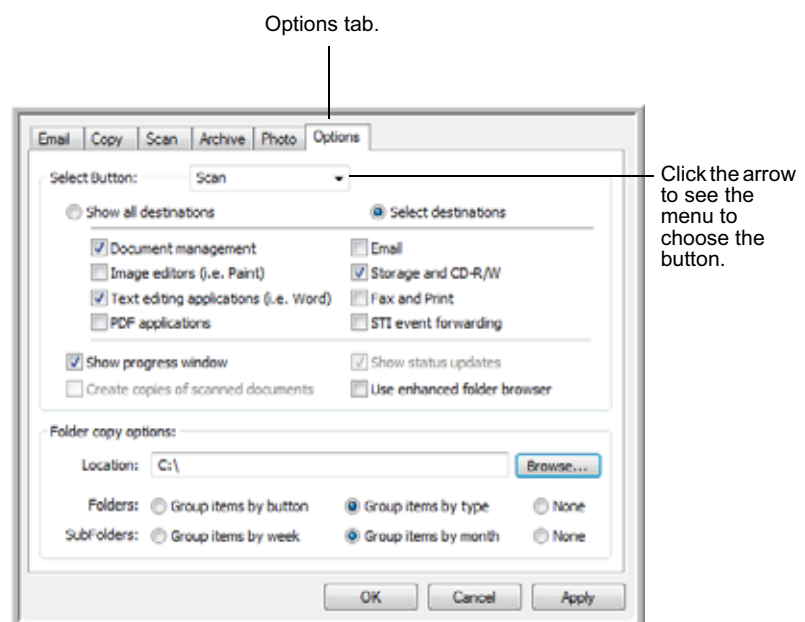 Options tab.
Email Copy Scan Archive Photo Options
Select Button: Scan
Click the arrow
to see the
menu to
choose the
button.
Show all destinations Select destinations
Document management Email
Image editors (i.e. Paint) Storage and CD-R/W
Text editing applications (i.e. Word) Fax and Print
PDF applications STI event forwarding
Show progress window Show status updates
Create copies of scanned documents Use enhanced folder browser
Folder copy options:
Location: C:\ Browse...
Folders: Group items by button Group items by type None
SubFolders: Group items by week Group items by month None
OK Cancel Apply